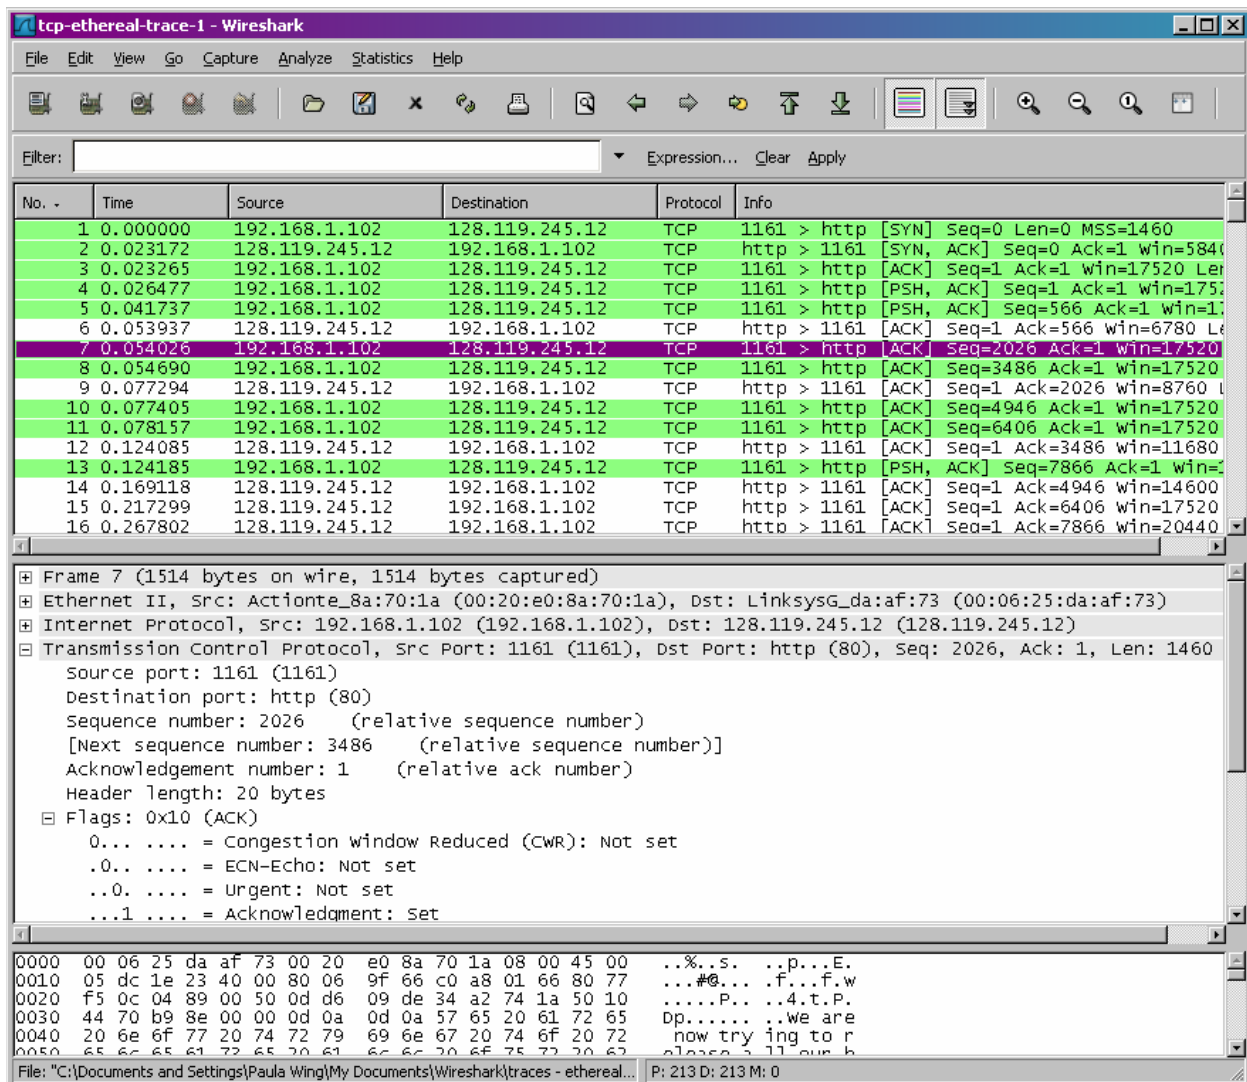 tcp-ethereal-trace-1 - Wireshark
File Edit View Go Capture Analyze Statistics Help
Filter: Expression... Clear Apply
No. Time Source Destination Protocol Info
1 0.000000 192.168.1.102 128.119.245.12 TCP 1161 > http [SYN] Seq=0 Len=0 MSS=1460
2 0.023172 128.119.245.12 192.168.1.102 TCP http > 1161 [SYN, ACK] Seq=0 Ack=1 Win=584
3 0.023265 192.168.1.102 128.119.245.12 TCP 1161 > http [ACK] Seq=1 Ack=1 Win=17520 Le
4 0.026477 192.168.1.102 128.119.245.12 TCP 1161 > http [PSH, ACK] Seq=1 Ack=1 Win=175
5 0.041737 192.168.1.102 128.119.245.12 TCP 1161 > http [PSH, ACK] Seq=566 Ack=1 Win=1
6 0.053937 128.119.245.12 192.168.1.102 TCP http > 1161 [ACK] Seq=1 Ack=566 Win=6780 L
7 0.054026 192.168.1.102 128.119.245.12 TCP 1161 > http [ACK] Seq=2026 Ack=1 Win=17520
8 0.054690 192.168.1.102 128.119.245.12 TCP 1161 > http [ACK] Seq=3486 Ack=1 Win=17520
9 0.077294 128.119.245.12 192.168.1.102 TCP http > 1161 [ACK] Seq=1 Ack=2026 Win=8760
10 0.077405 192.168.1.102 128.119.245.12 TCP 1161 > http [ACK] Seq=4946 Ack=1 Win=17520
11 0.078157 192.168.1.102 128.119.245.12 TCP 1161 > http [ACK] Seq=6406 Ack=1 Win=17520
12 0.124085 128.119.245.12 192.168.1.102 TCP http > 1161 [ACK] Seq=1 Ack=3486 Win=11680
13 0.124185 192.168.1.102 128.119.245.12 TCP 1161 > http [PSH, ACK] Seq=7866 Ack=1 Win=
14 0.169118 128.119.245.12 192.168.1.102 TCP http > 1161 [ACK] Seq=1 Ack=4946 Win=14600
15 0.217299 128.119.245.12 192.168.1.102 TCP http > 1161 [ACK] Seq=1 Ack=6406 Win=17520
16 0.267802 128.119.245.12 192.168.1.102 TCP http > 1161 [ACK] Seq=1 Ack=7866 Win=20440
Frame 7 (1514 bytes on wire, 1514 bytes captured)
Ethernet II, Src: Actionte_8a:70:1a (00:20:e0:8a:70:1a), Dst: LinksysG_da:af:73 (00:06:25:da:af:73)
Internet Protocol, Src: 192.168.1.102 (192.168.1.102), Dst: 128.119.245.12 (128.119.245.12)
Transmission Control Protocol, Src Port: 1161 (1161), Dst Port: http (80), Seq: 2026, Ack: 1, Len: 1460
Source port: 1161 (1161)
Destination port: http (80)
Sequence number: 2026 (relative sequence number)
[Next sequence number: 3486 (relative sequence number)]
Acknowledgement number: 1 (relative ack number)
Header length: 20 bytes
Flags: 0x10 (ACK)
0... .... = Congestion Window Reduced (CWR): Not set
.0.. .... = ECN-Echo: Not set
..0. .... = Urgent: Not set
...1 .... = Acknowledgment: Set
0000 00 06 25 da af 73 00 20 e0 8a 70 1a 08 00 45 00 ..%..s. ..p...E.
0010 05 dc 1e 23 40 00 80 06 9f 66 c0 a8 01 66 80 77 ...#@... .f...f.w
0020 f5 0c 04 89 00 50 0d d6 09 de 34 a2 74 1a 50 10 .....P.. ..4.t.P.
0030 44 70 b9 8e 00 00 0d 0a 0d 0a 57 65 20 61 72 65 Dp...... ..We are
0040 20 6e 6f 77 20 74 72 79 69 6e 67 20 74 6f 20 72 now try ing to r
0050 65 6c 65 61 73 65 20 61 6c 6c 20 6f 75 72 20 62 elease a ll our b
File: "C:\Documents and Settings\Paula Wing\My Documents\Wireshark\traces - ethereal... P: 213 D: 213 M: 0